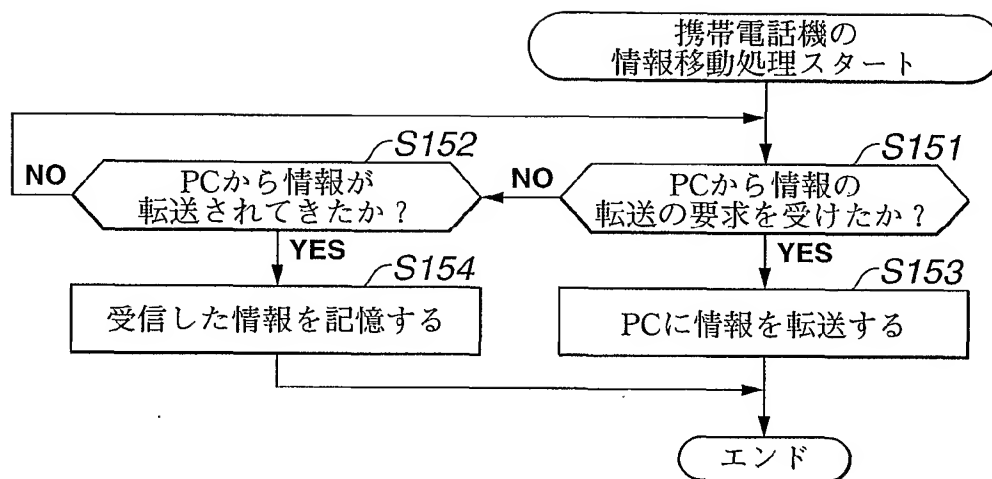 携帯電話機の
情報移動処理スタート
S151
PCから情報の
転送の要求を受けたか?
NO
YES
S152
PCから情報が
転送されてきたか?
NO
YES
S153
PCに情報を転送する
S154
受信した情報を記憶する
エンド